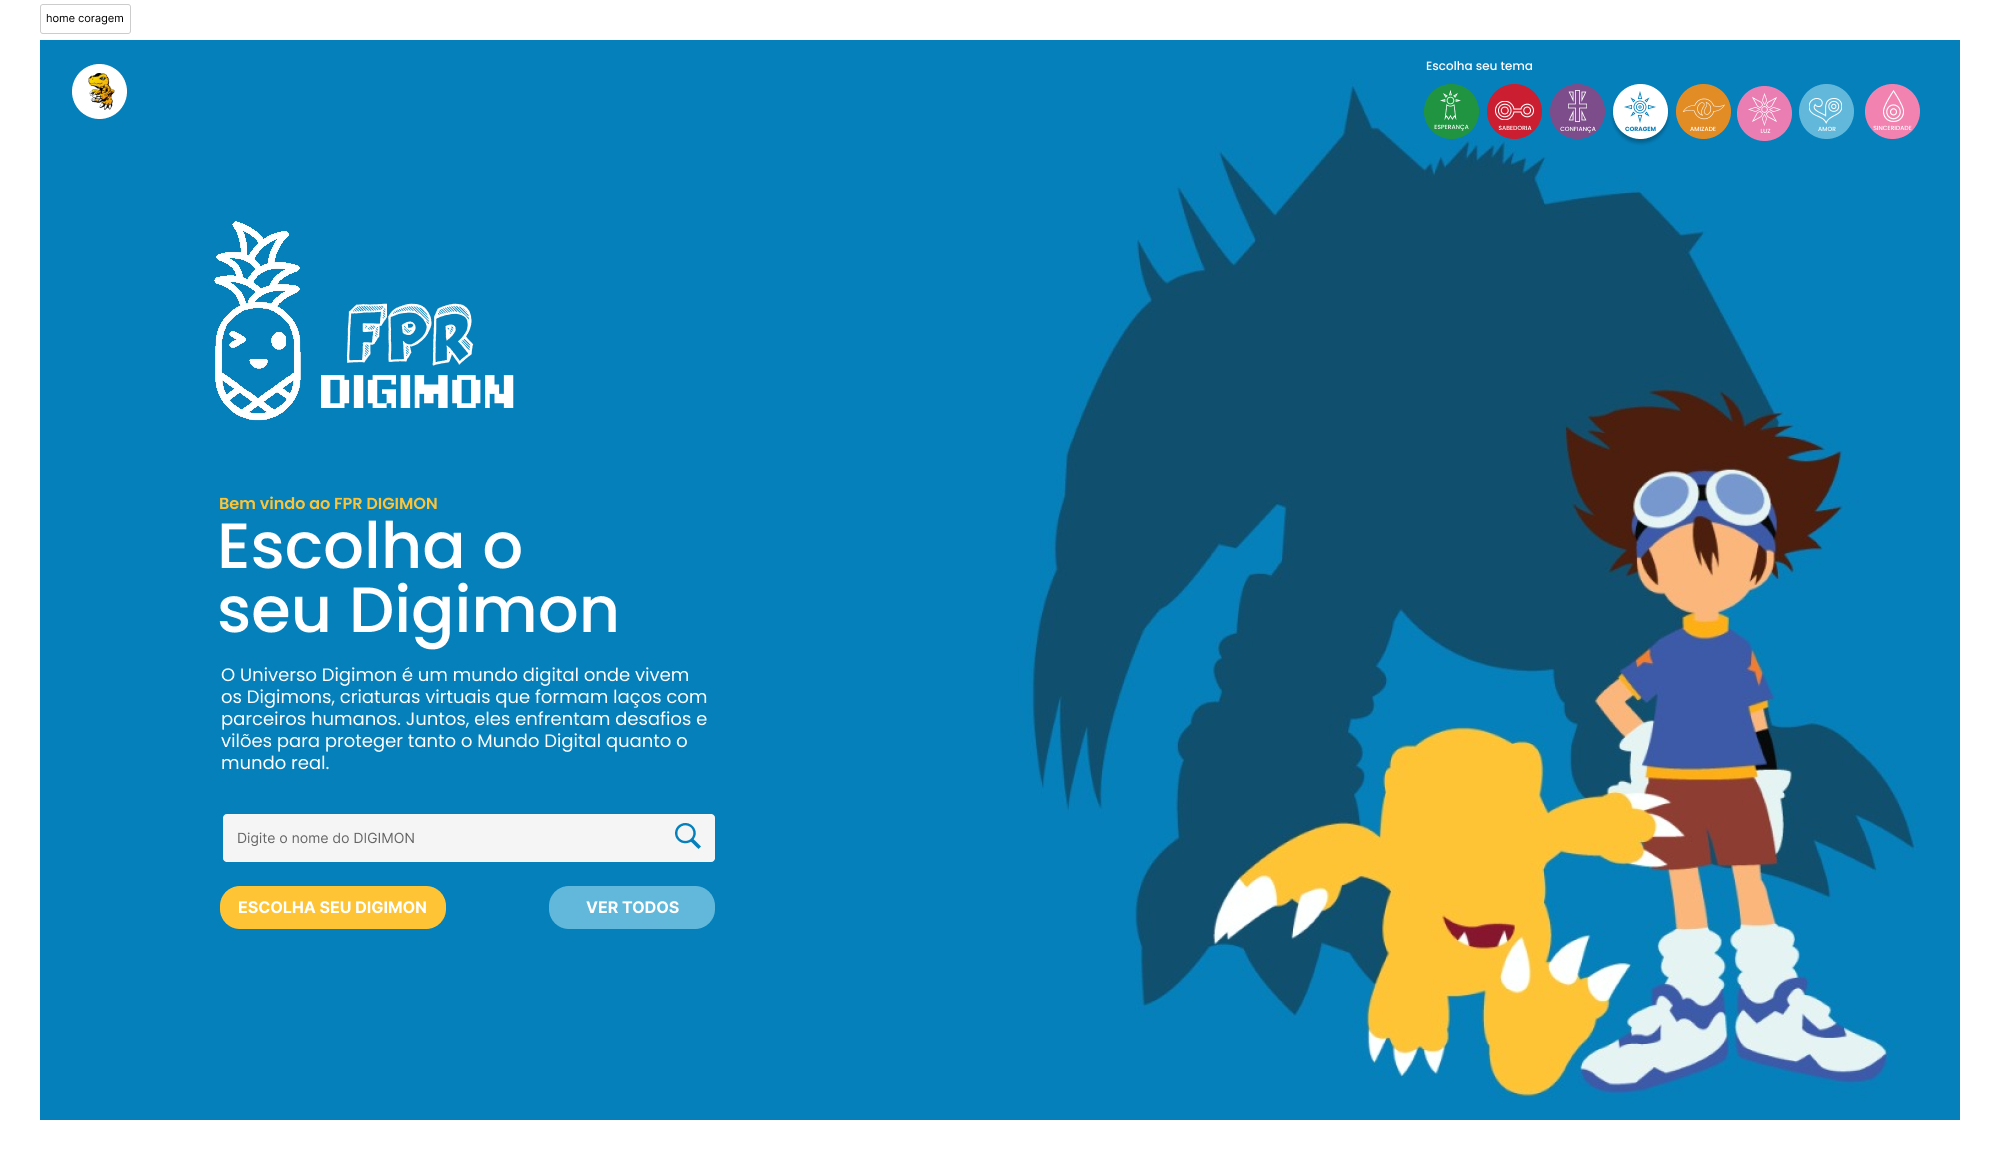 home coragem
Escolha seu tema
ESPERANÇA
SABEDORIA
CONFIANÇA
CORAGEM
AMIZADE
LUZ
AMOR
SINCERIDADE
FPR
DIGIMON
Bem vindo ao FPR DIGIMON
Escolha o
seu Digimon
O Universo Digimon é um mundo digital onde vivem
os Digimons, criaturas virtuais que formam laços com
parceiros humanos. Juntos, eles enfrentam desafios e
vilões para proteger tanto o Mundo Digital quanto o
mundo real.
Digite o nome do DIGIMON
ESCOLHA SEU DIGIMON
VER TODOS